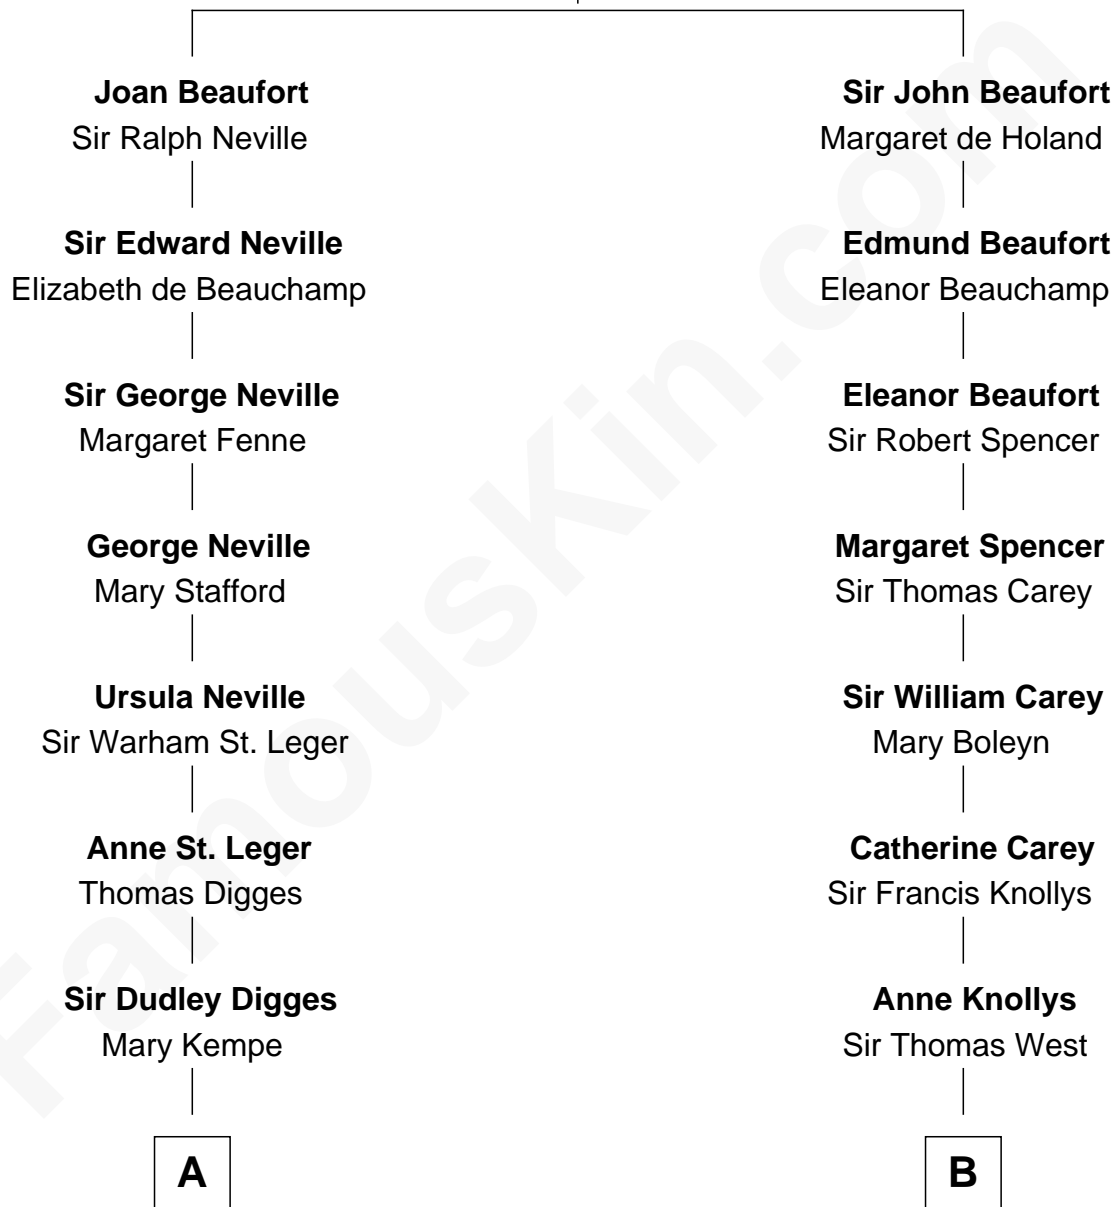 Joan Beaufort
Sir Ralph Neville
Sir Edward Neville
Elizabeth de Beauchamp
Sir George Neville
Margaret Fenne
George Neville
Mary Stafford
Ursula Neville
Sir Warham St. Leger
Anne St. Leger
Thomas Digges
Sir Dudley Digges
Mary Kempe
A
Sir John Beaufort
Margaret de Holand
Edmund Beaufort
Eleanor Beauchamp
Eleanor Beaufort
Sir Robert Spencer
Margaret Spencer
Sir Thomas Carey
Sir William Carey
Mary Boleyn
Catherine Carey
Sir Francis Knollys
Anne Knollys
Sir Thomas West
B
FamousKin.com